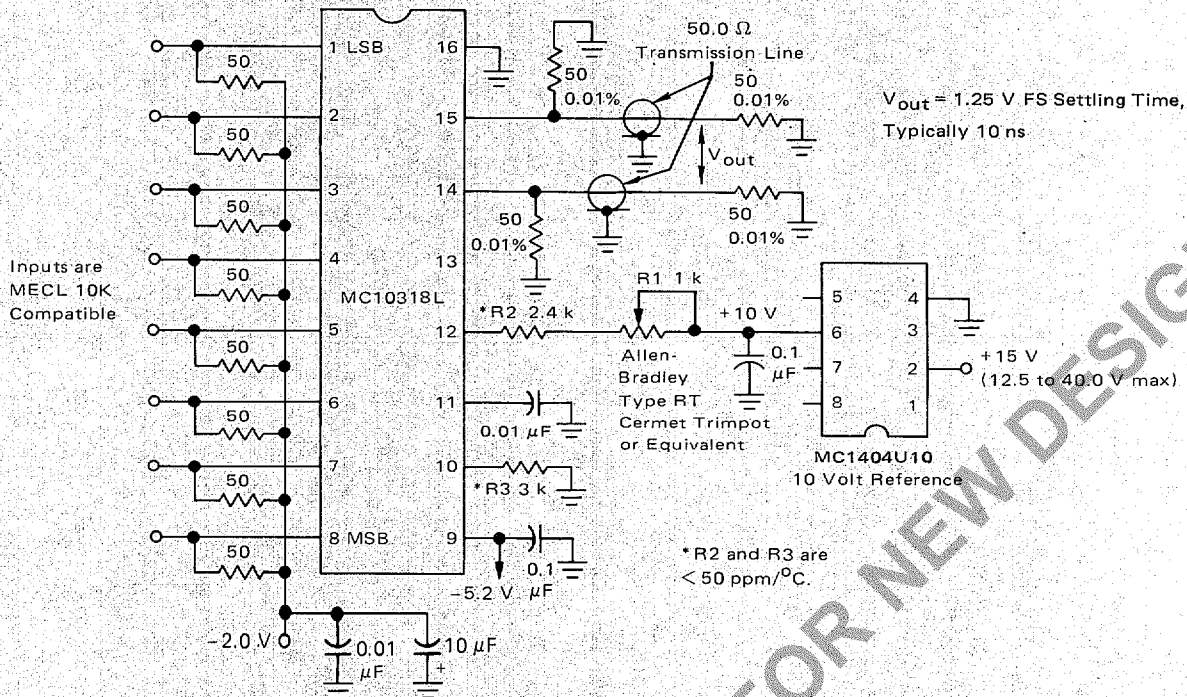 50.0 Ω
Transmission Line
1 LSB
16
50
50
0.01%
50
0.01%
V_out = 1.25 V FS Settling Time,
Typically 10 ns
2
15
50
V_out
3
14
50
50
0.01%
50
0.01%
Inputs are
MECL 10K
Compatible
4
13
50
MC10318L
R1 1 k
5
4
5
12
*R2 2.4 k
+10 V
6
3
50
Allen-
Bradley
Type RT
Cermet Trimpot
or Equivalent
0.1
μF
7
2
+15 V
(12.5 to 40.0 V max)
8
1
6
11
50
0.01 μF
MC1404U10
10 Volt Reference
7
10
50
*R3 3 k
8 MSB
9
50
-5.2 V
0.1
μF
*R2 and R3 are
< 50 ppm/°C.
-2.0 V
0.01
μF
10 μF
+
FOR NEW DESIG